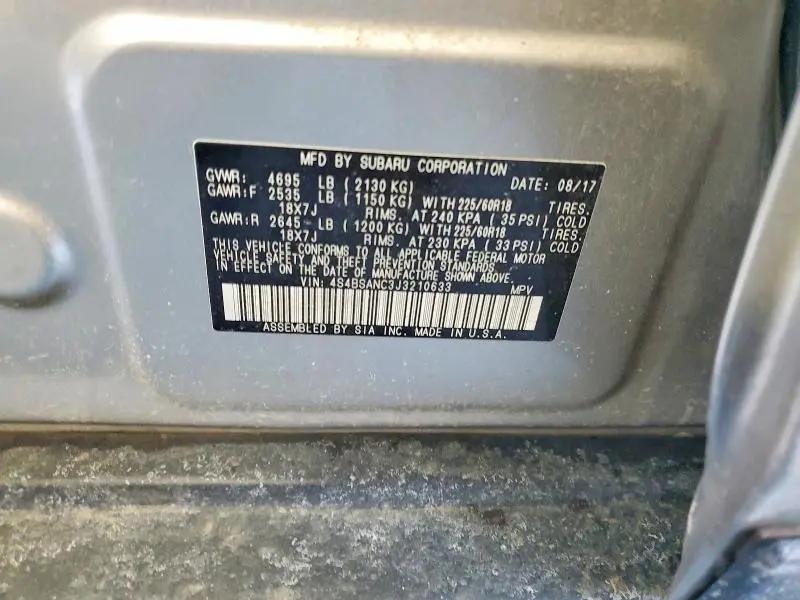 MFD BY SUBARU CORPORATION
GVWR: 4695 LB (2130 KG) DATE: 08/17
GAWR:F 2535 LB (1150 KG) WITH 225/60R18 TIRES.
18X7J RIMS. AT 240 KPA (35 PSI) COLD
GAWR:R 2645 LB (1200 KG) WITH 225/60R18 TIRES.
18X7J RIMS. AT 230 KPA (33 PSI) COLD
THIS VEHICLE CONFORMS TO ALL APPLICABLE FEDERAL MOTOR
VEHICLE SAFETY AND THEFT PREVENTION STANDARDS
IN EFFECT ON THE DATE OF MANUFACTURE SHOWN ABOVE.
VIN: 4S4BSANC3J3210633 MPV
ASSEMBLED BY SIA INC. MADE IN U.S.A.